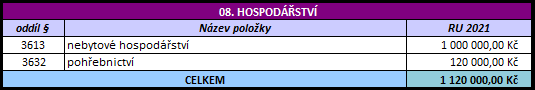 08. HOSPODÁŘSTVÍ
oddíl § Název položky RU 2021
3613 nebytové hospodářství 1 000 000,00 Kč
3632 pohřebnictví 120 000,00 Kč
CELKEM 1 120 000,00 Kč